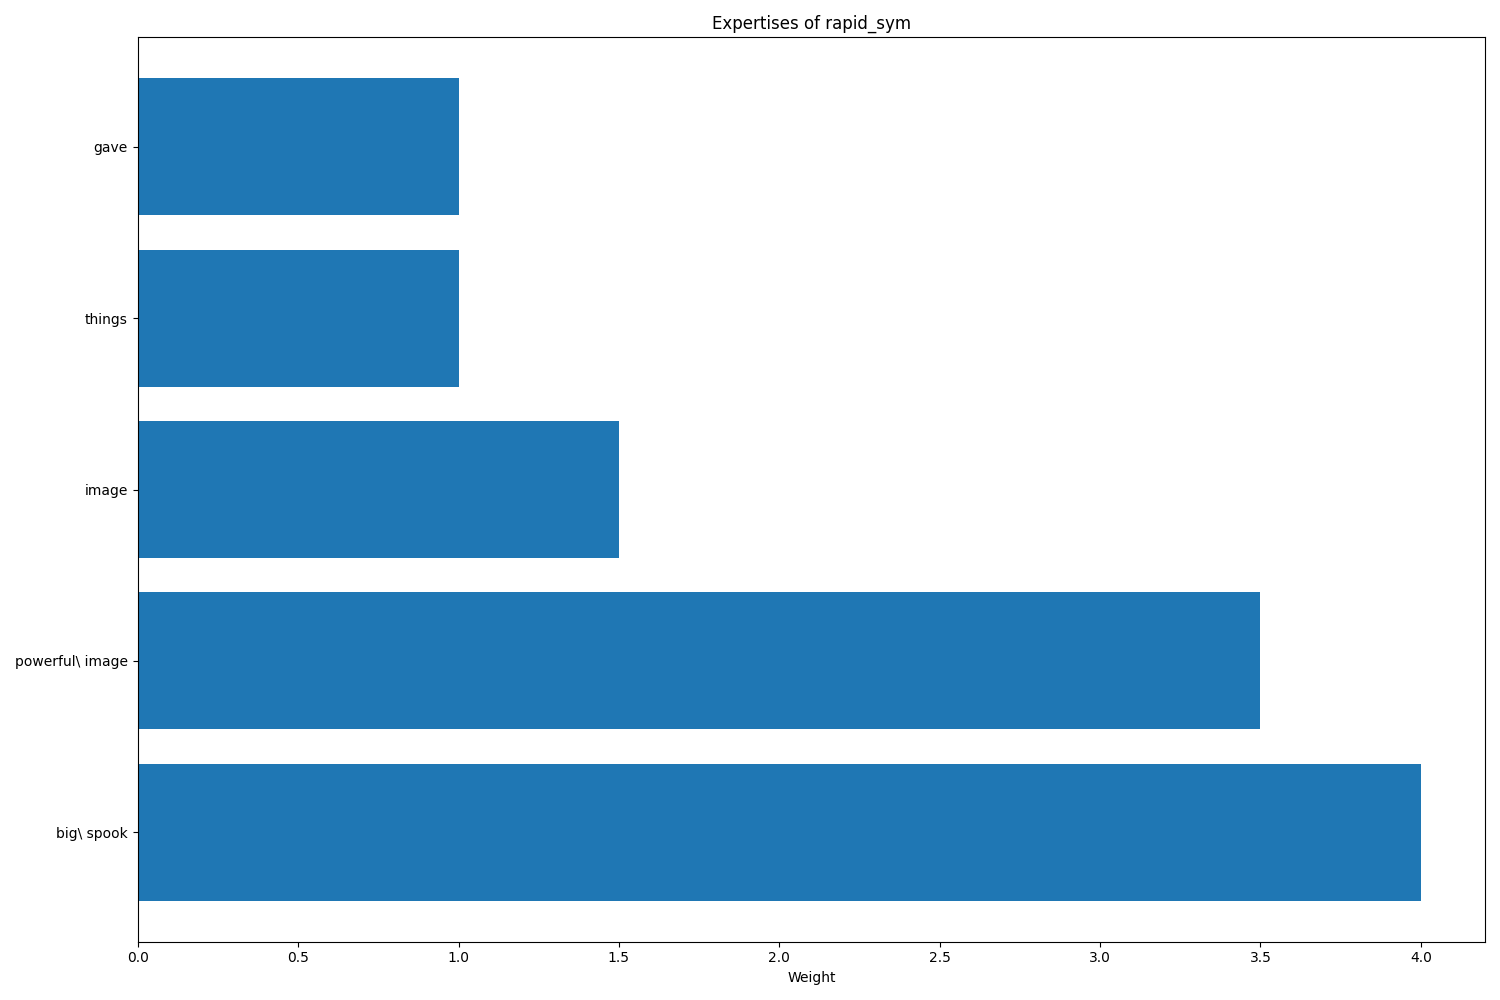 Expertises of rapid_sym
gave
things
image
powerful\ image
big\ spook
0.0 0.5 1.0 1.5 2.0 2.5 3.0 3.5 4.0
Weight